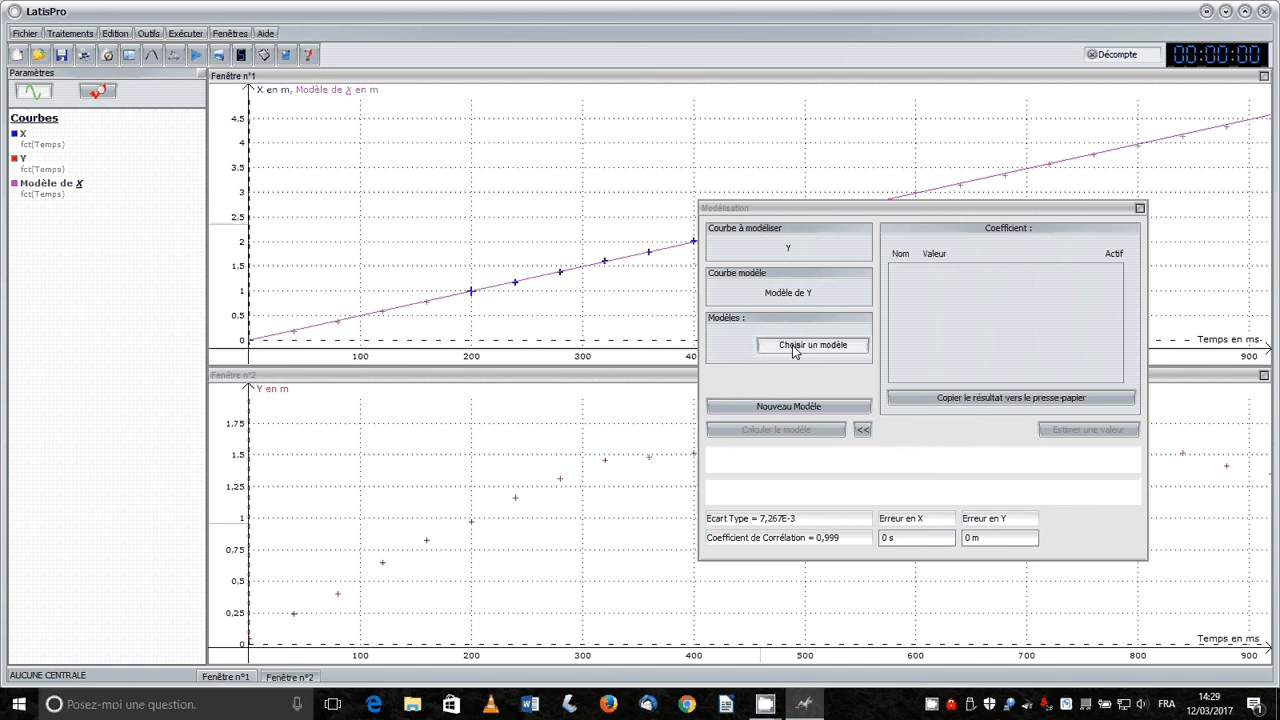 LatisPro
Fichier Traitements Edition Outils Exécuter Fenêtres Aide
Décompte 00:00:00
Paramètres
Courbes
X
fct(Temps)
Y
fct(Temps)
Modèle de X
fct(Temps)
Fenêtre n°1
X en m, Modèle de X en m
4,5
4
3,5
3
2,5
2
1,5
1
0,5
0
Temps en ms
100 200 300 40 900
Modélisation
Courbe à modéliser
Y
Courbe modèle
Modèle de Y
Modèles :
Choisir un modèle
Nouveau Modèle
Calculer le modèle <<
Coefficient :
Nom Valeur Actif
Copier le résultat vers le presse-papier
Estimer une valeur
Ecart Type = 7,267E-3 Erreur en X Erreur en Y
Coefficient de Corrélation = 0,999 0 s 0 m
Fenêtre n°2
Y en m
1,75
1,5
1,25
1
0,75
0,5
0,25
0
Temps en ms
100 200 300 400 500 600 700 800 900
AUCUNE CENTRALE Fenêtre n°1 Fenêtre n°2
Posez-moi une question.
14:29
FRA 12/03/2017